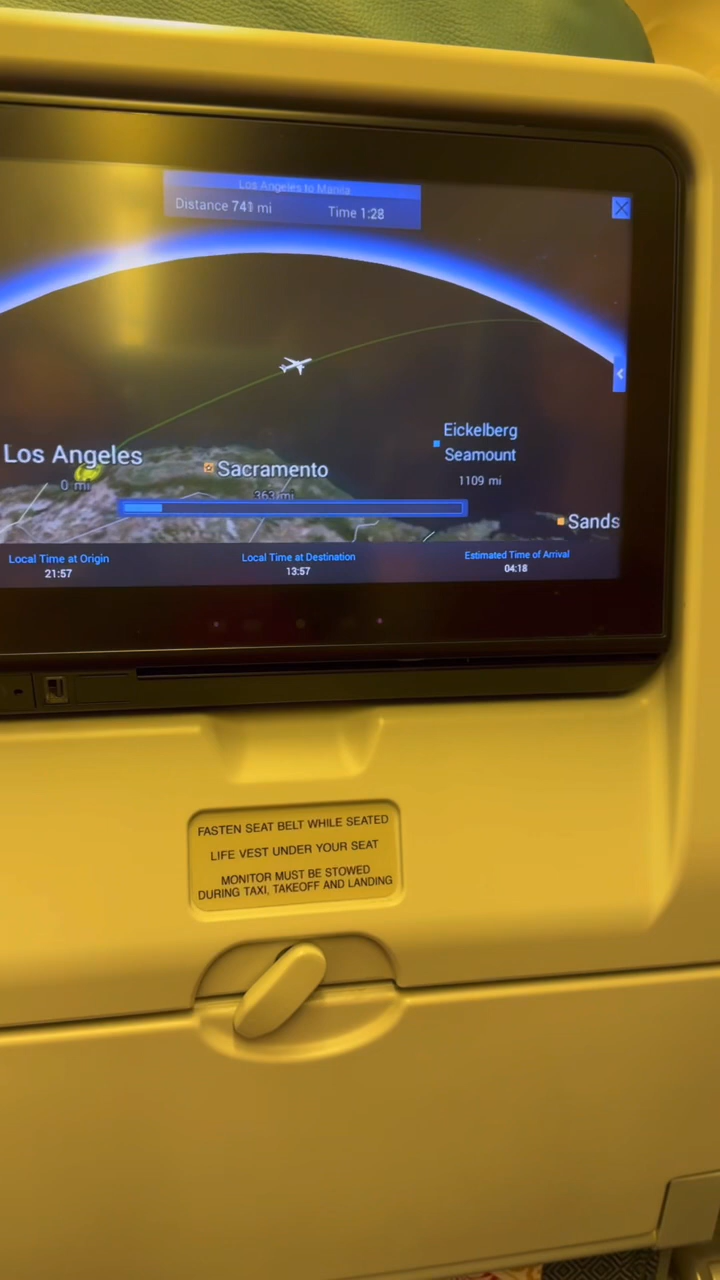 Los Angeles to Manila
Distance 741 mi Time 1:28
Eickelberg
Seamount
1109 mi
Los Angeles
0 mi
Sacramento
363 mi
Sands
Local Time at Origin
21:57
Local Time at Destination
13:57
Estimated Time of Arrival
04:18
FASTEN SEAT BELT WHILE SEATED
LIFE VEST UNDER YOUR SEAT
MONITOR MUST BE STOWED
DURING TAXI, TAKEOFF AND LANDING